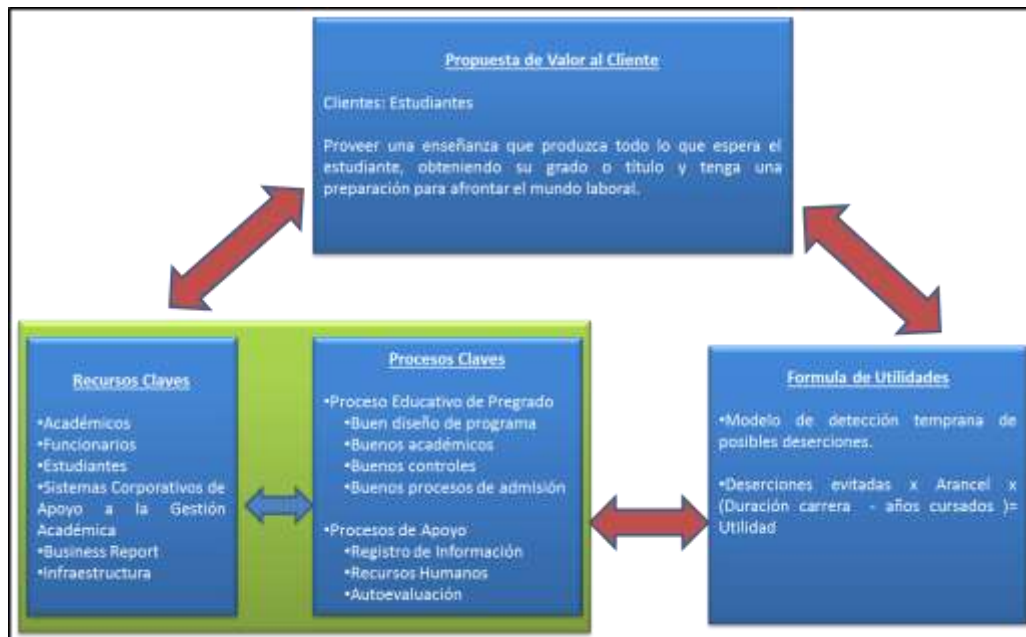 Propuesta de Valor al Cliente
Clientes: Estudiantes
Proveer una enseñanza que produzca todo lo que espera el
estudiante, obteniendo su grado o título y tenga una
preparación para afrontar el mundo laboral.
Recursos Claves
•Académicos
•Funcionarios
•Estudiantes
•Sistemas Corporativos de
Apoyo a la Gestión
Académica
•Business Report
•Infraestructura
Procesos Claves
•Proceso Educativo de Pregrado
•Buen diseño de programa
•Buenos académicos
•Buenos controles
•Buenos procesos de admisión
•Procesos de Apoyo
•Registro de Información
•Recursos Humanos
•Autoevaluación
Formula de Utilidades
•Modelo de detección temprana de
posibles deserciones.
•Deserciones evitadas x Arancel x
(Duración carrera - años cursados )=
Utilidad